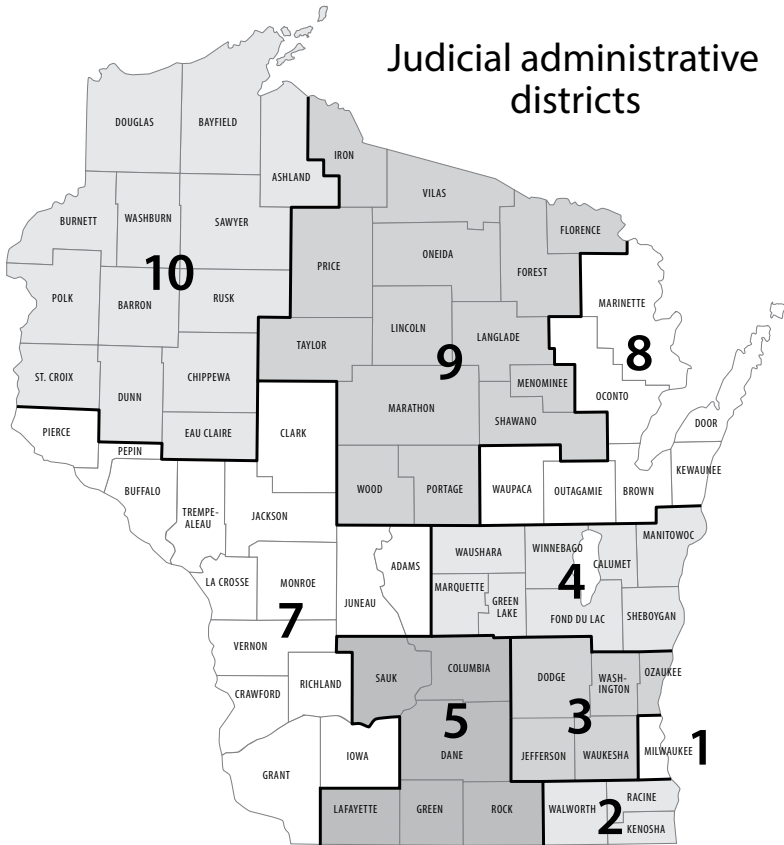 Judicial administrative
districts
DOUGLAS
BAYFIELD
ASHLAND
IRON
VILAS
BURNETT
WASHBURN
SAWYER
FLORENCE
ONEIDA
PRICE
FOREST
10
POLK
BARRON
RUSK
MARINETTE
LINCOLN
LANGLADE
TAYLOR
9
8
ST. CROIX
DUNN
CHIPPEWA
MENOMINEE
OCONTO
MARATHON
SHAWANO
PIERCE
EAU CLAIRE
CLARK
DOOR
PEPIN
KEWAUNEE
BUFFALO
WOOD
PORTAGE
WAUPACA
OUTAGAMIE
BROWN
TREMPE-
ALEAU
JACKSON
MANITOWOC
WAUSHARA
WINNEBAGO
CALUMET
ADAMS
LA CROSSE
MONROE
MARQUETTE
4
JUNEAU
GREEN
LAKE
FOND DU LAC
SHEBOYGAN
7
VERNON
COLUMBIA
SAUK
DODGE
WASH-
INGTON
OZAUKEE
RICHLAND
CRAWFORD
5
3
IOWA
DANE
JEFFERSON
WAUKESHA
MILWAUKEE
1
GRANT
LAFAYETTE
GREEN
ROCK
WALWORTH
2
RACINE
KENOSHA